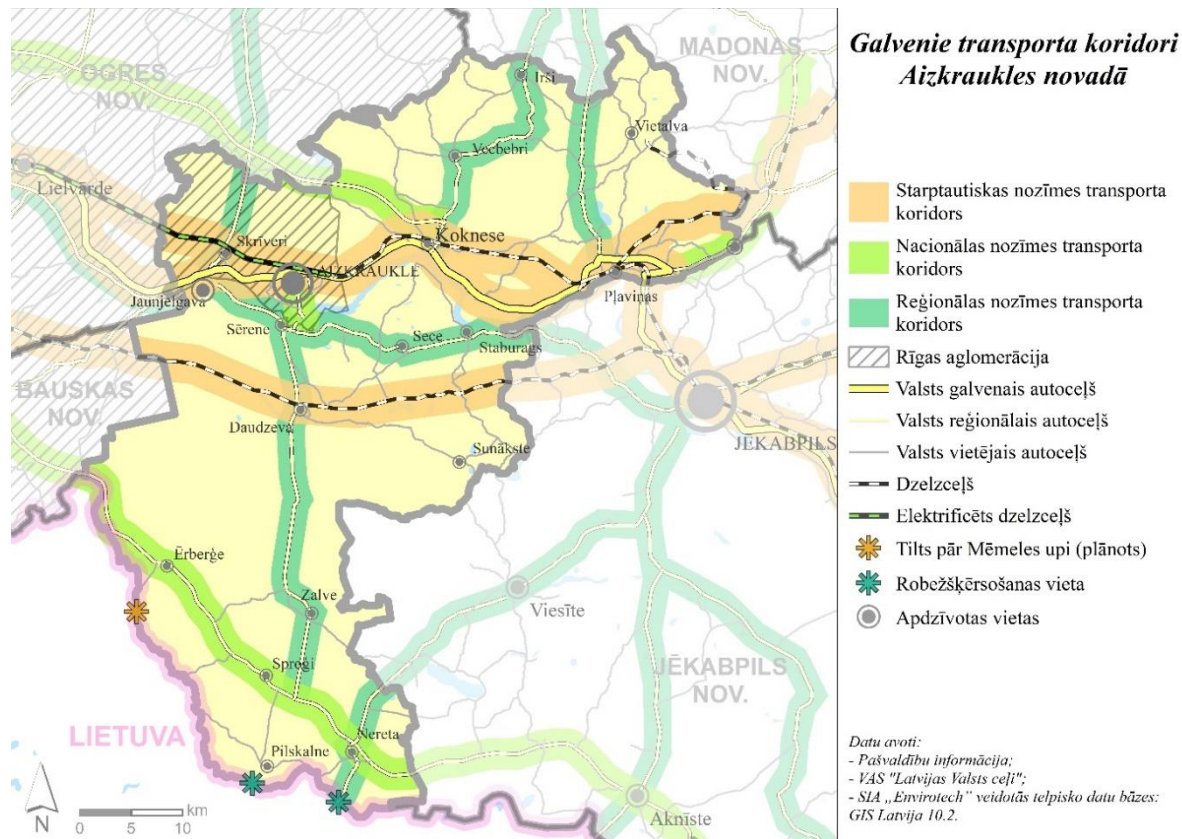 Galvenie transporta koridori
Aizkraukles novadā
OGRES
NOV.
MADONAS
NOV.
Irši
Vietalva
Vecbebri
Lielvārde
Skrīveri
Koknese
AIZKRAUKLE
Jaunjelgava
Pļaviņas
Sērene
Sece
Staburags
BAUSKAS
NOV.
Daudzeva
JĒKABPILS
Sunākste
Ērberģe
Zalve
Viesīte
Sproģi
JĒKABPILS
NOV.
LIETUVA
Pilskalne
Nereta
Aknīste
N
km
0 5 10
Starptautiskas nozīmes transporta
koridors
Nacionālas nozīmes transporta
koridors
Reģionālas nozīmes transporta
koridors
Rīgas aglomerācija
Valsts galvenais autoceļš
Valsts reģionālais autoceļš
Valsts vietējais autoceļš
Dzelzceļš
Elektrificēts dzelzceļš
Tilts pār Mēmeles upi (plānots)
Robežšķērsošanas vieta
Apdzīvotas vietas
Datu avoti:
- Pašvaldību informācija;
- VAS "Latvijas Valsts ceļi";
- SIA „Envirotech” veidotās telpisko datu bāzes:
GIS Latvija 10.2.